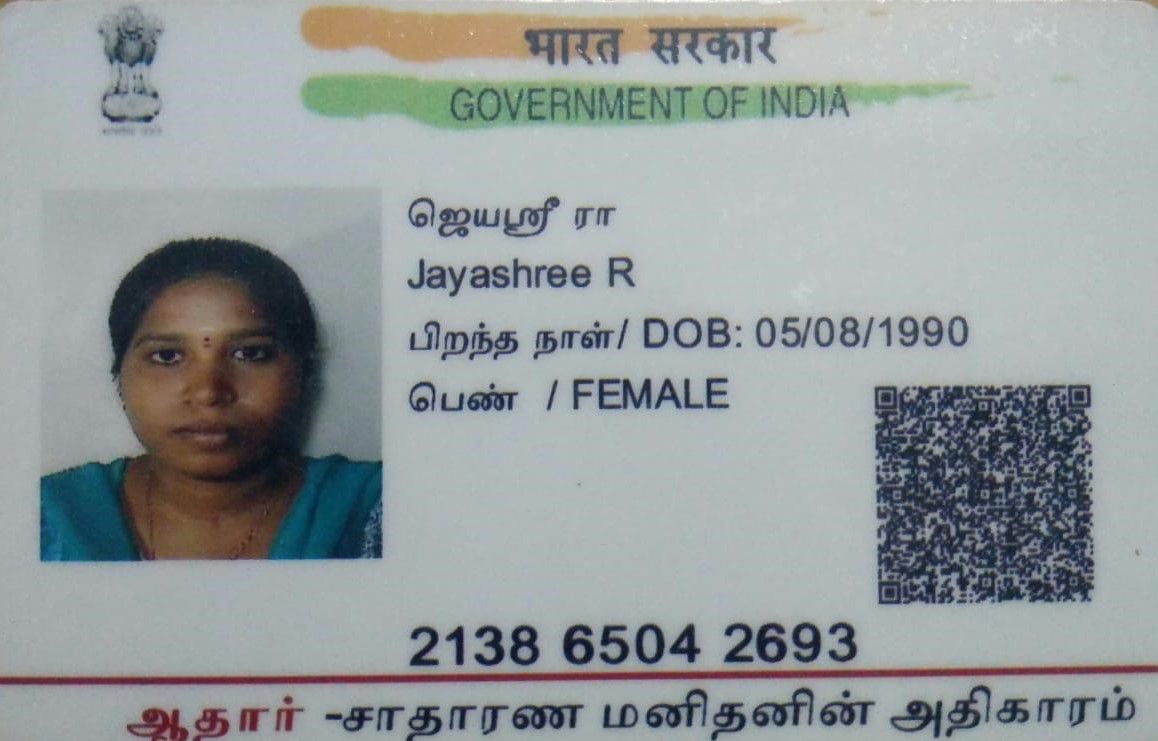 भारत सरकार
GOVERNMENT OF INDIA
ஜெயஸ்ரீ ரா
Jayashree R
பிறந்த நாள்/ DOB: 05/08/1990
பெண் / FEMALE
2138 6504 2693
ஆதார் -சாதாரண மனிதனின் அதிகாரம்